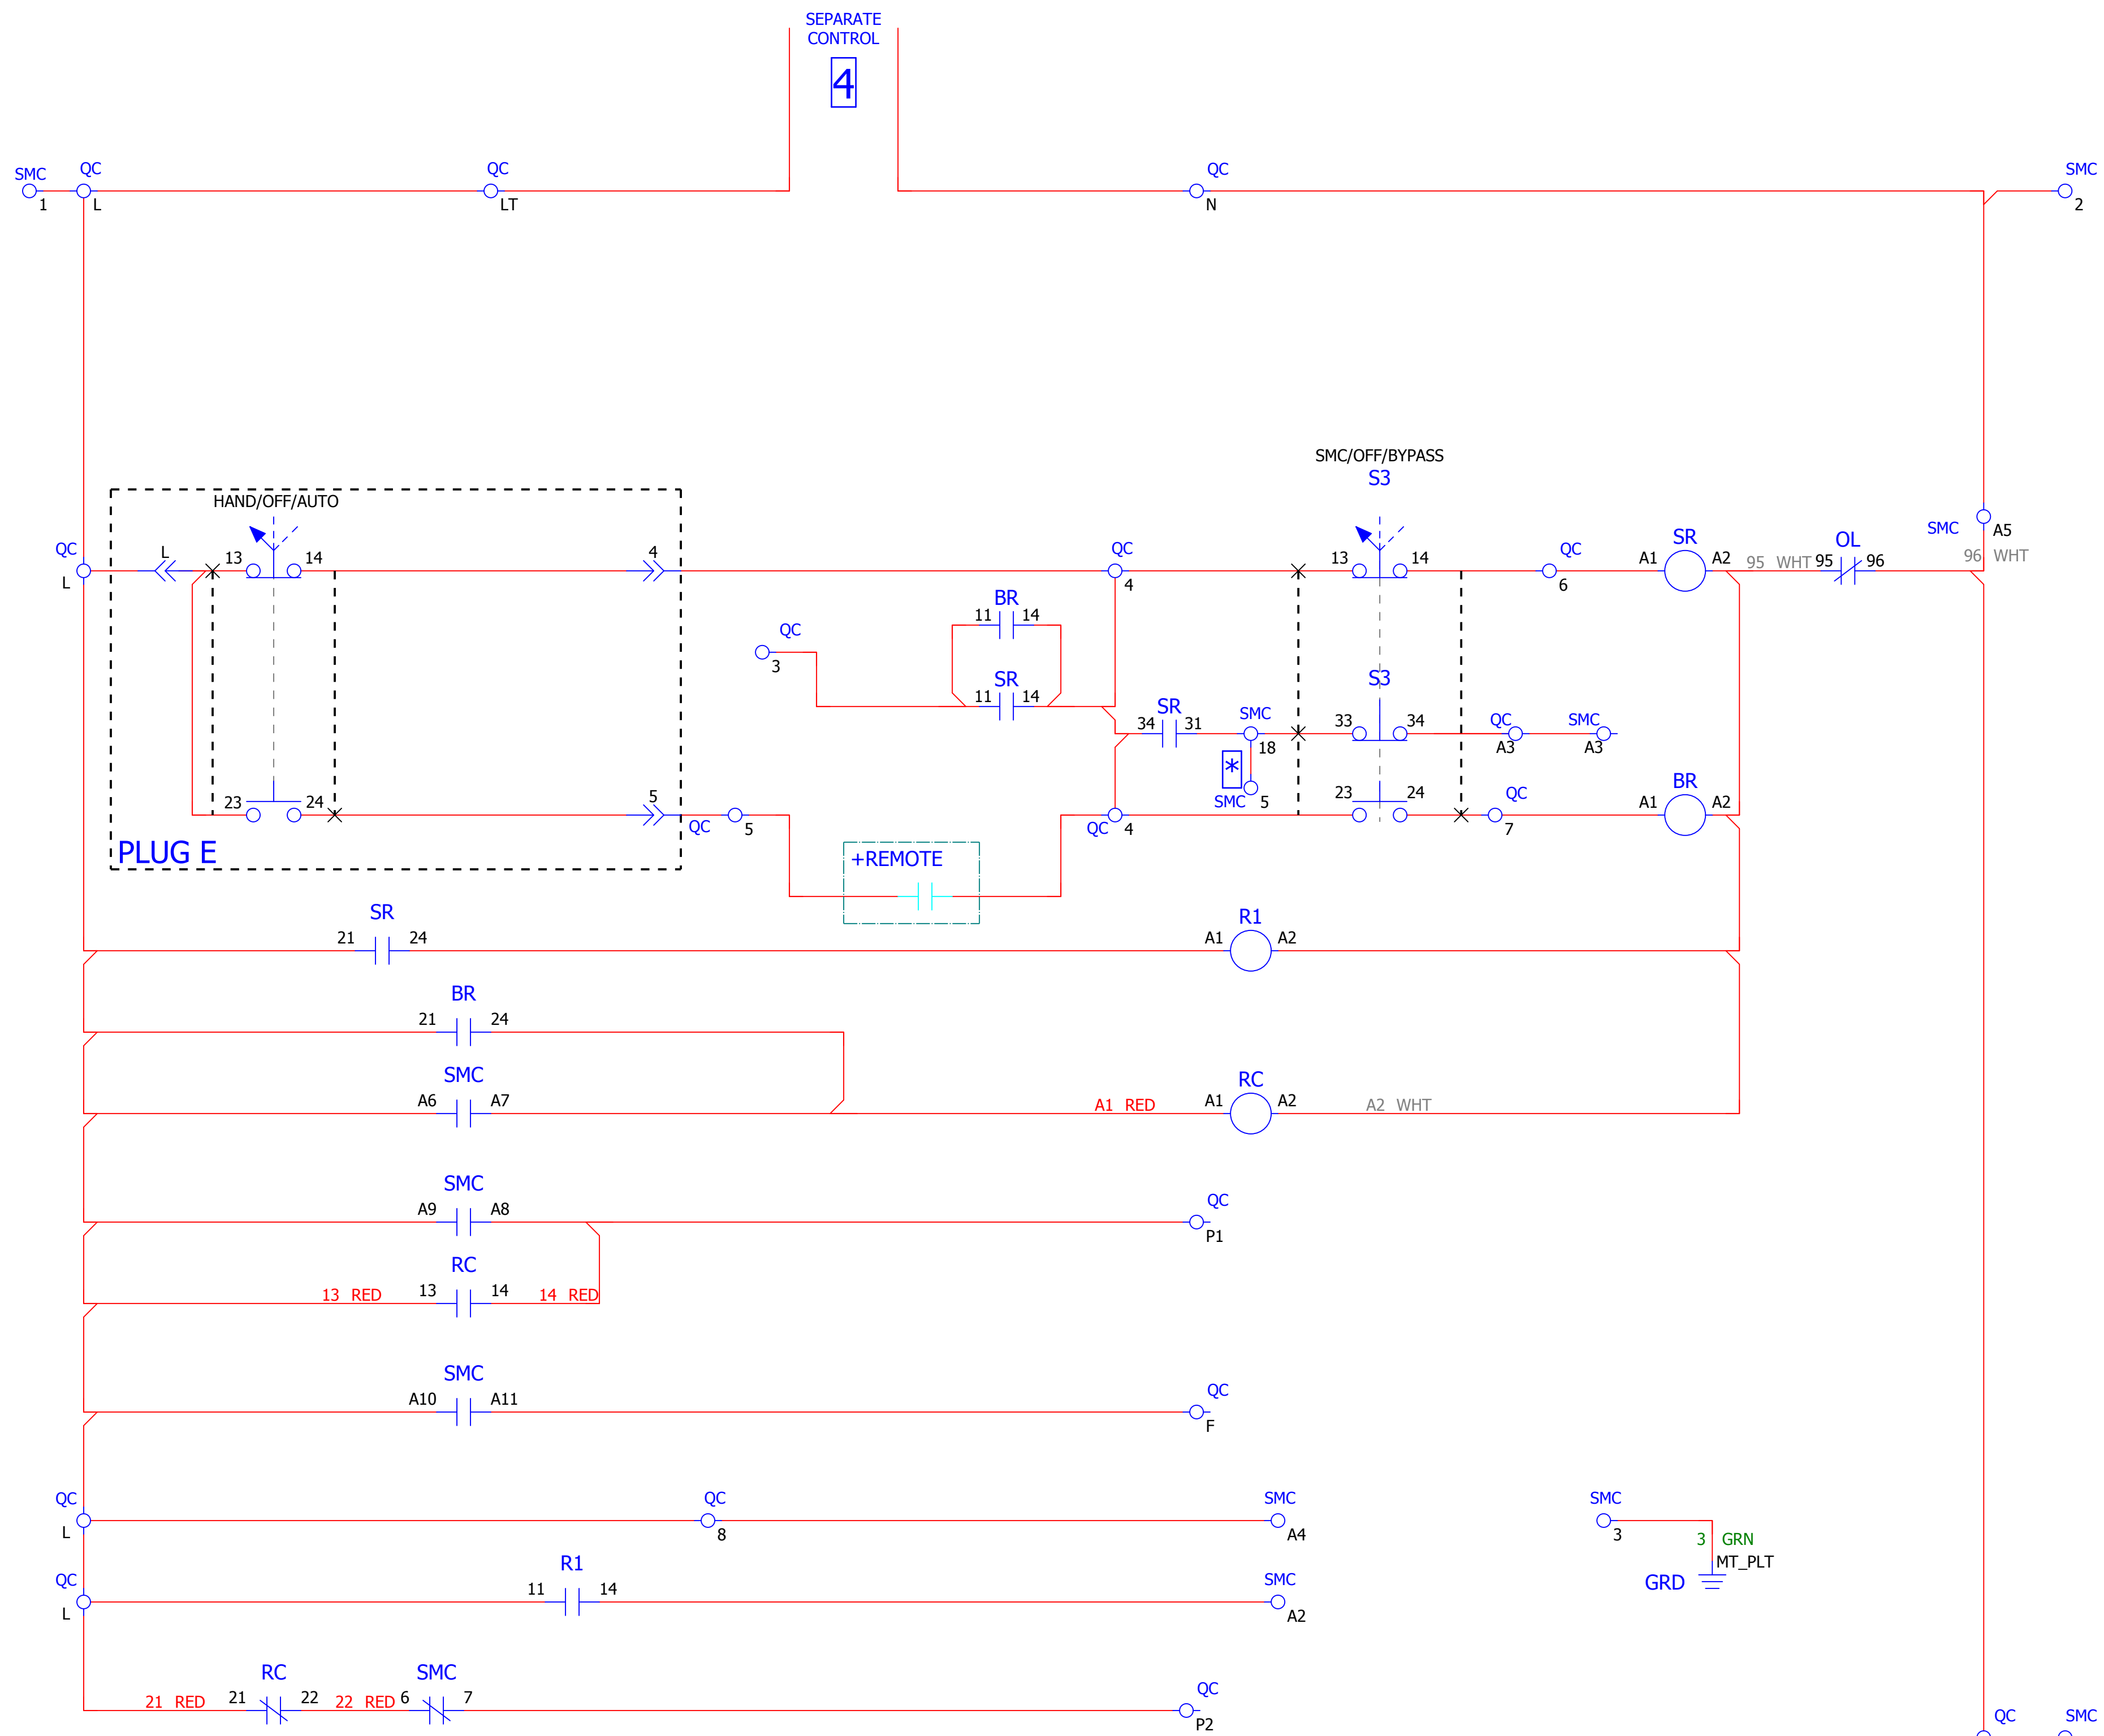 SEPARATE
CONTROL
4
SMC QC QC QC SMC
1 L LT N 2
SMC/OFF/BYPASS
S3
HAND/OFF/AUTO
QC L 13 14 4 QC 13 14 QC SR OL SMC A5
L 4 6 A1 A2 95 WHT 95 96 96 WHT
BR
11 14
QC
3
SR
11 14
S3
SR SMC QC SMC
34 31 18 33 34 A3 A3
*
SMC 5
BR
23 24 5 QC 5 QC 4 23 24 QC 7 A1 A2
PLUG E
+REMOTE
SR R1
21 24 A1 A2
BR
21 24
SMC RC
A6 A7 A1 RED A1 A2 A2 WHT
SMC QC
A9 A8 P1
RC
13 RED 13 14 14 RED
SMC QC
A10 A11 F
QC QC SMC SMC
L 8 A4 3
3 GRN
MT_PLT
GRD
QC R1 SMC
L 11 14 A2
RC SMC QC QC SMC
21 RED 21 22 22 RED 6 7 P2